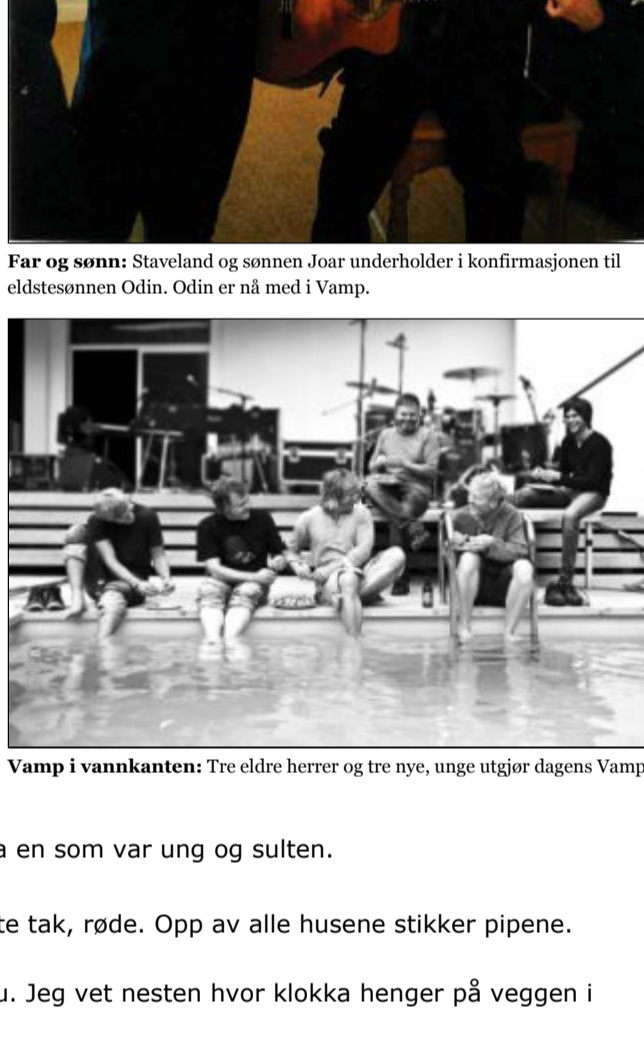 Far og sønn: Staveland og sønnen Joar underholder i konfirmasjonen til
eldstesønnen Odin. Odin er nå med i Vamp.
Vamp i vannkanten: Tre eldre herrer og tre nye, unge utgjør dagens Vamp
en som var ung og sulten.
tak, røde. Opp av alle husene stikker pipene.
Jeg vet nesten hvor klokka henger på veggen i